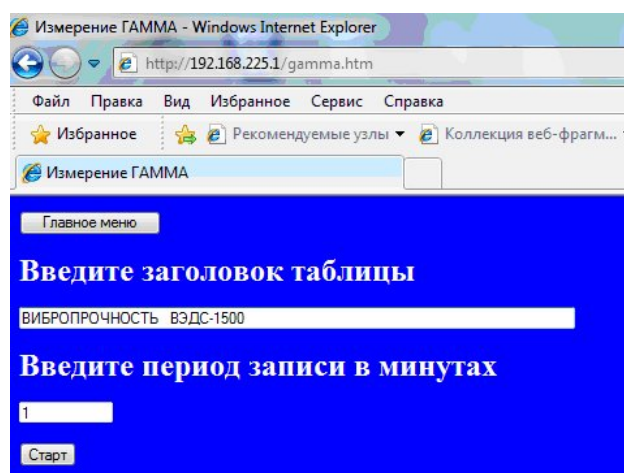 Измерение ГАММА - Windows Internet Explorer
http://192.168.225.1/gamma.htm
Файл Правка Вид Избранное Сервис Справка
Избранное Рекомендуемые узлы Коллекция веб-фрагм...
Измерение ГАММА
Главное меню
Введите заголовок таблицы
ВИБРОПРОЧНОСТЬ ВЭДС-1500
Введите период записи в минутах
1
Старт